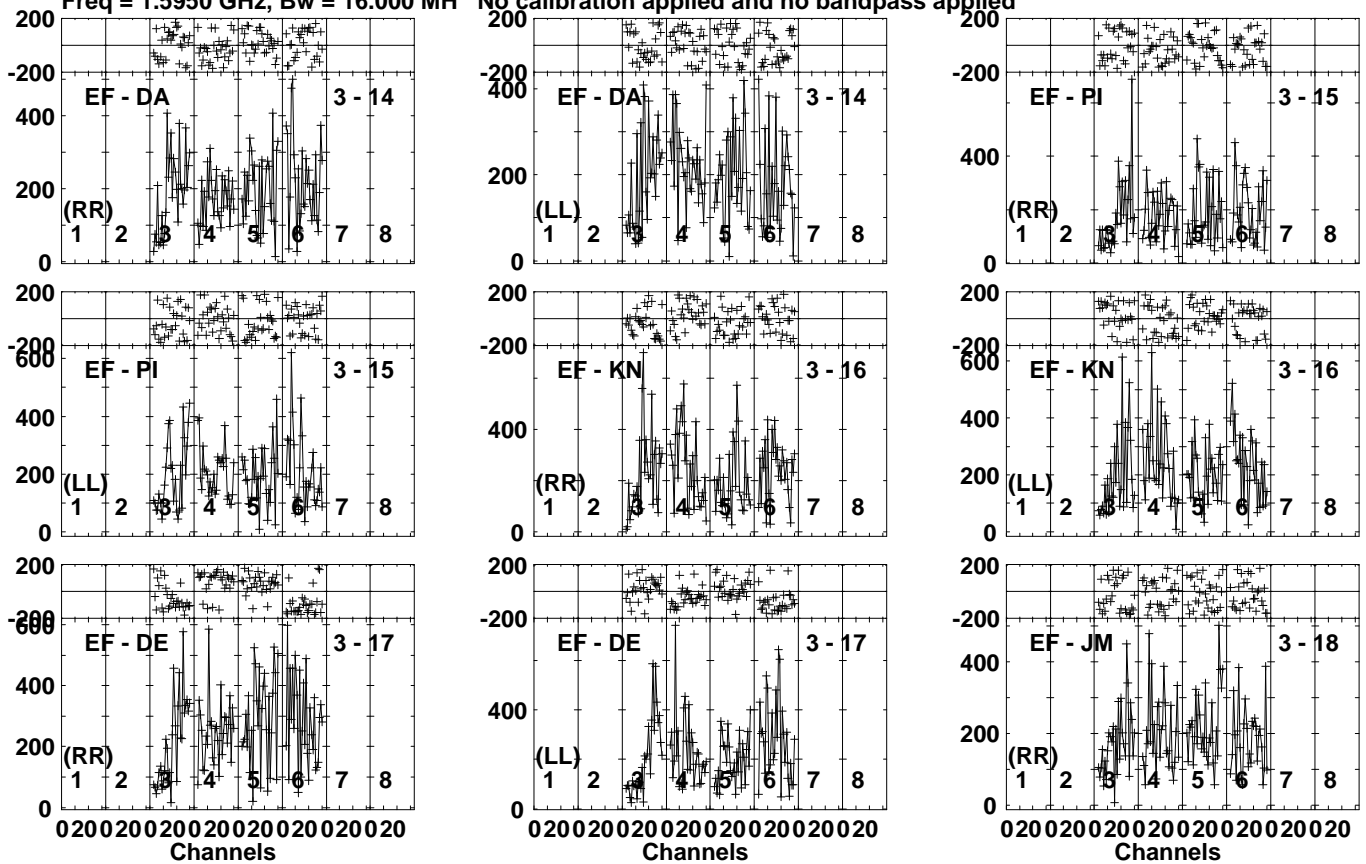 Freq = 1.5950 GHz, Bw = 16.000 MH No calibration applied and no bandpass applied
200 200 200
-200 -200 -200
EF - DA 3 - 14 EF - DA 3 - 14 EF - PI 3 - 15
400 400
400
200 200
(RR) (LL) (RR)
1 2 3 4 5 6 7 8 1 2 3 4 5 6 7 8 1 2 3 4 5 6 7 8
0 0 0
200 200 200
-200 -200 -200
600 600
EF - PI 3 - 15 EF - KN 3 - 16 EF - KN 3 - 16
400 400 400
200 200
(LL) (RR) (LL)
1 2 3 4 5 6 7 8 1 2 3 4 5 6 7 8 1 2 3 4 5 6 7 8
0 0 0
200 200 200
-200 -200 -200
600
EF - DE 3 - 17 EF - DE 3 - 17 EF - JM 3 - 18
400 400 400
200 200 200
(RR) (LL) (RR)
1 2 3 4 5 6 7 8 1 2 3 4 5 6 7 8 1 2 3 4 5 6 7 8
0 0 0
0 20 0 20 0 20 0 20 0 20 0 20 0 20 0 20 0 20 0 20 0 20 0 20 0 20 0 20 0 20 0 20 0 20 0 20 0 20 0 20 0 20 0 20 0 20 0 20
Channels Channels Channels